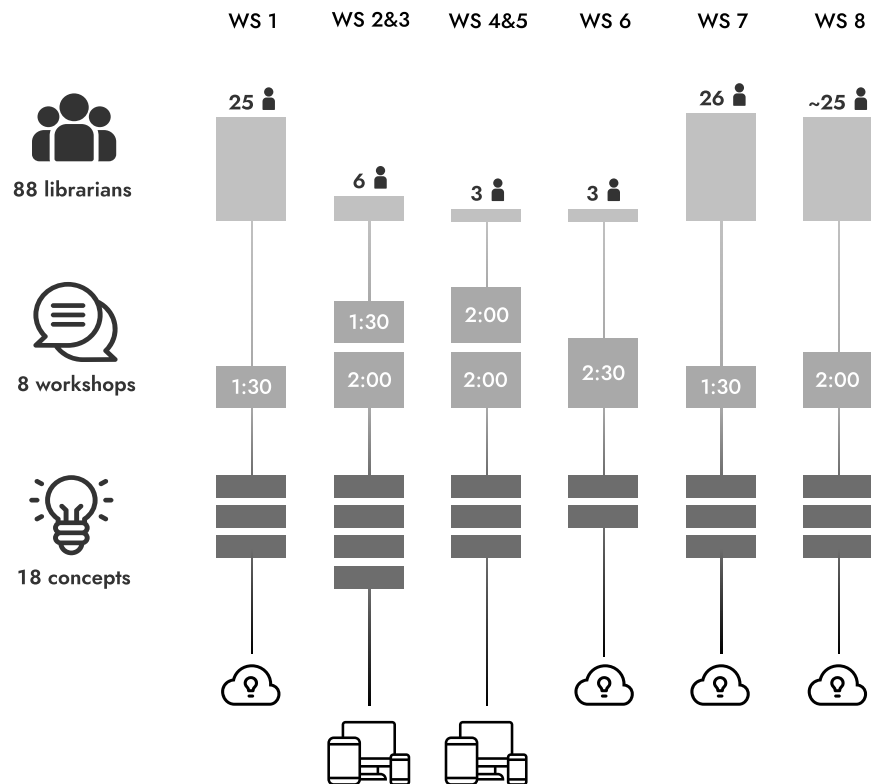 WS 1 WS 2&3 WS 4&5 WS 6 WS 7 WS 8
25 6 3 3 26 ~25
88 librarians
1:30 2:00
2:30
8 workshops
1:30 2:00 2:00 1:30 2:00
18 concepts